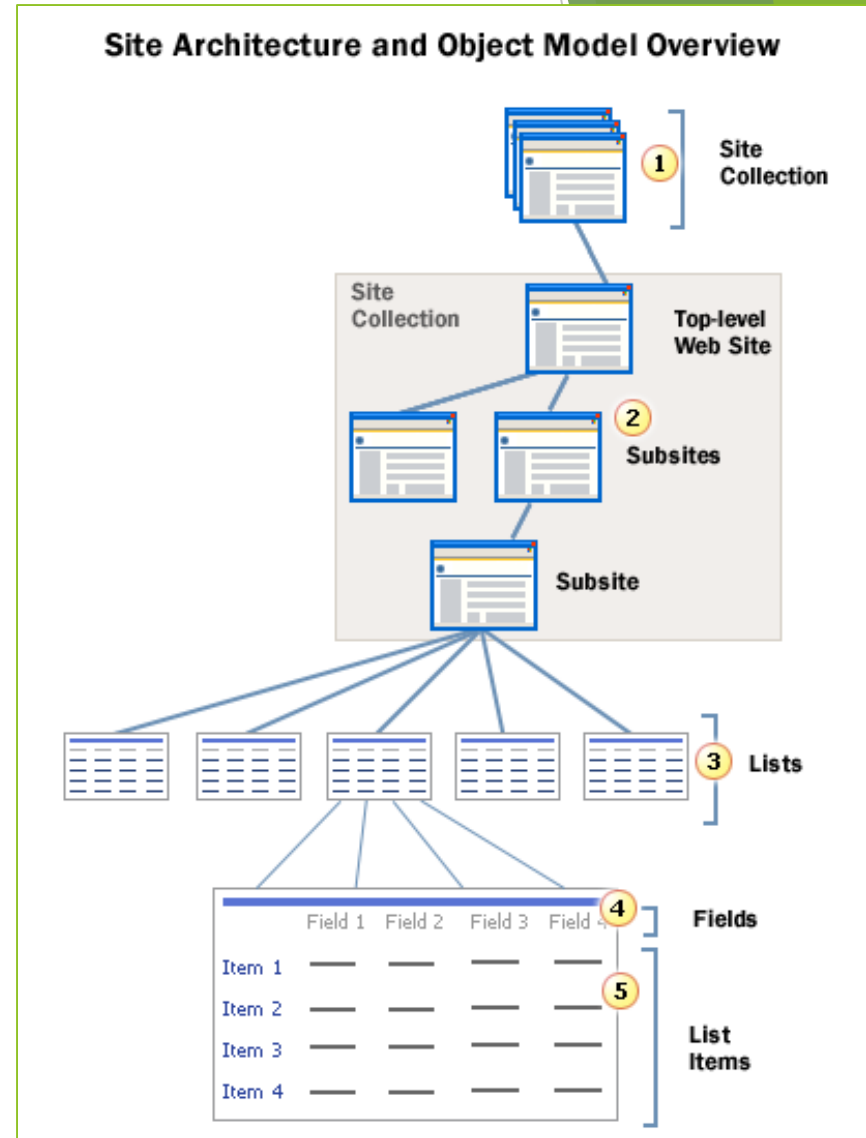 Site Architecture and Object Model Overview
1
Site
Collection
Site
Collection
Top-level
Web Site
2
Subsites
Subsite
3
Lists
Field 1 Field 2 Field 3 Field 4
4
Fields
Item 1
5
Item 2
Item 3
Item 4
List
Items